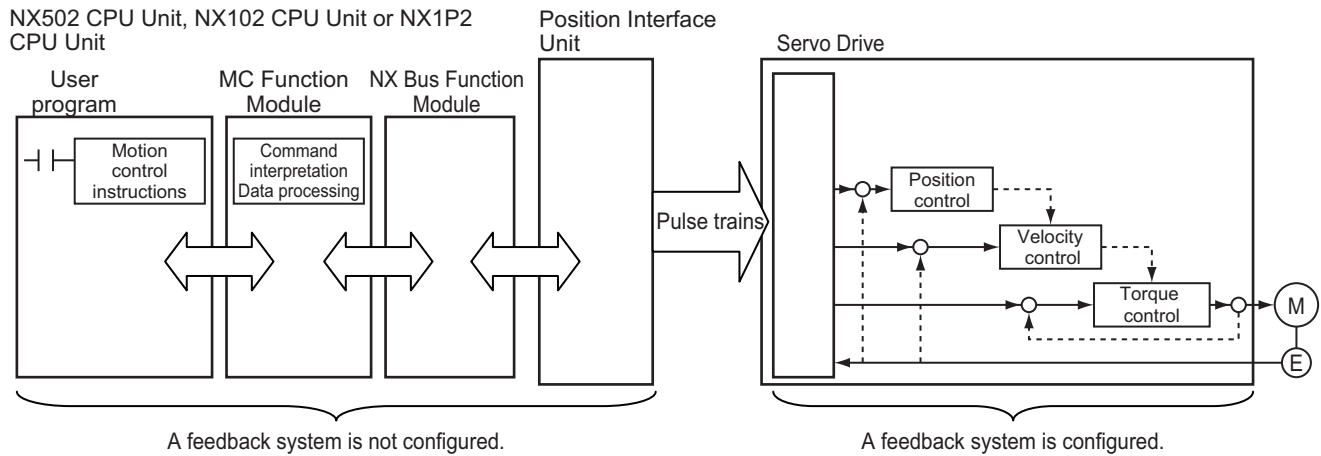 NX502 CPU Unit, NX102 CPU Unit or NX1P2
CPU Unit
Position Interface
Unit
Servo Drive
User
program
MC Function
Module
NX Bus Function
Module
Motion
control
instructions
Command
interpretation
Data processing
Pulse trains
Position
control
Velocity
control
Torque
control
M
E
A feedback system is not configured.
A feedback system is configured.